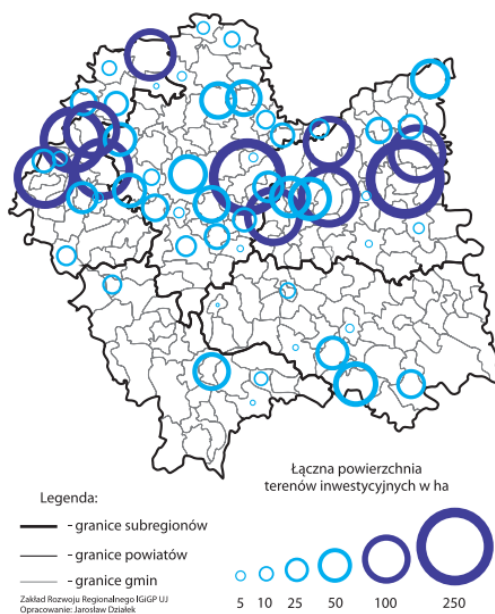 Łączna powierzchnia
terenów inwestycyjnych w ha
Legenda:
- granice subregionów
- granice powiatów
- granice gmin
Zakład Rozwoju Regionalnego IGiGP UJ
Opracowanie: Jarosław Działek
5 10 25 50 100 250